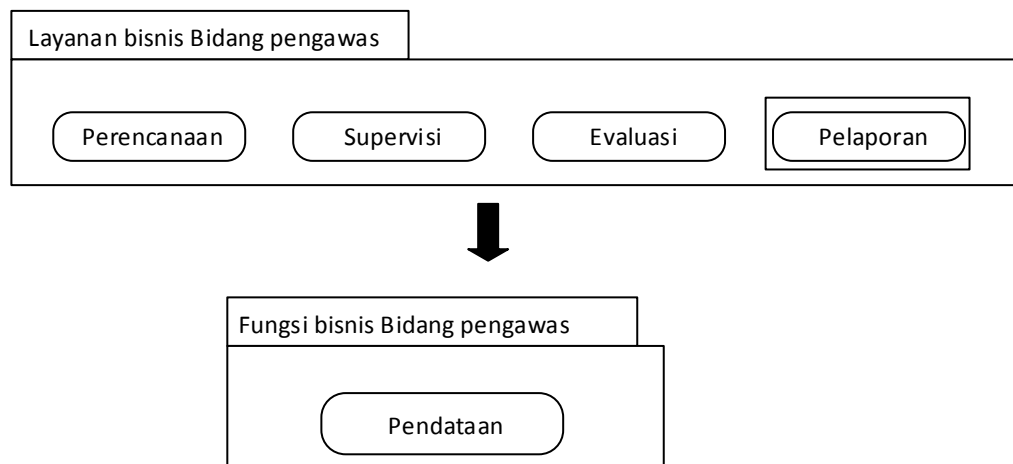 Layanan bisnis Bidang pengawas
Perencanaan
Supervisi
Evaluasi
Pelaporan
Fungsi bisnis Bidang pengawas
Pendataan